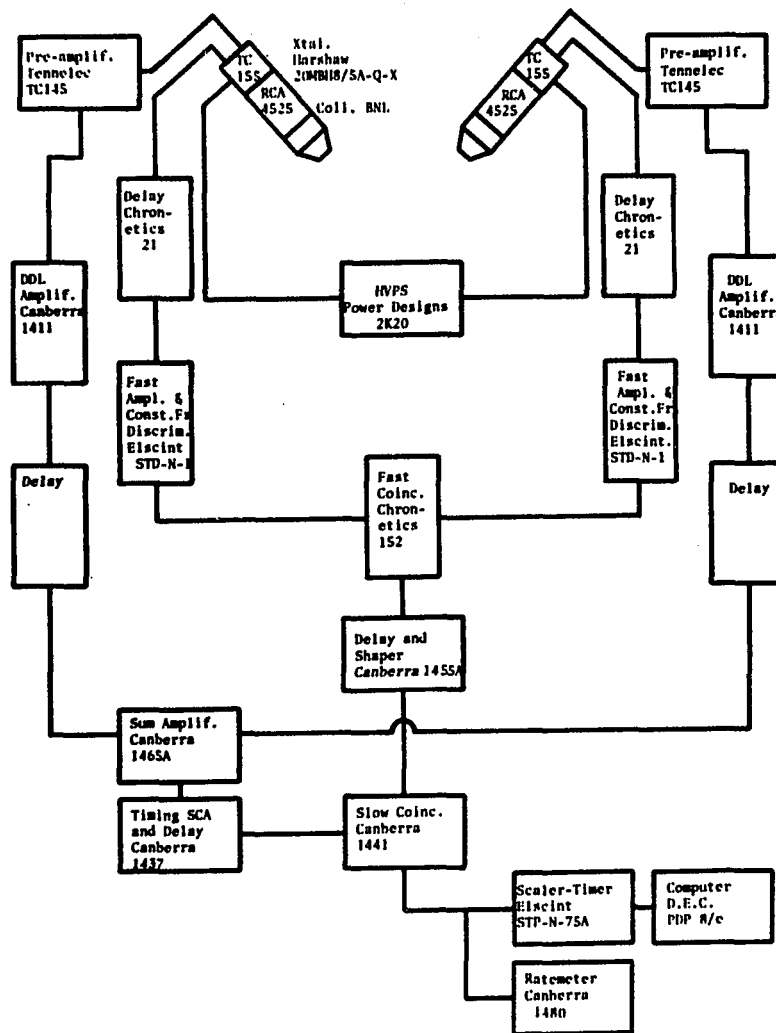 Pre-amplif.
Tennelec
TC145
TC
155
RCA
4525
Xtal.
Harshaw
20MBH8/5A-Q-X
Coll. BNL
TC
155
RCA
4525
Pre-amplif.
Tennelec
TC145
Delay
Chron-
etics
21
Delay
Chron-
etics
21
DDL
Amplif.
Canberra
1411
HVPS
Power Designs
2K20
DDL
Amplif.
Canberra
1411
Fast
Ampl. &
Const.Fr
Discrim.
Elscint
STD-N-1
Fast
Ampl. &
Const.Fr
Discrim.
Elscint.
STD-N-1
Delay
Fast
Coinc.
Chron-
etics
152
Delay
Delay and
Shaper
Canberra 1455A
Sum Amplif.
Canberra
1465A
Timing SCA
and Delay
Canberra
1437
Slow Coinc.
Canberra
1441
Scaler-Timer
Elscint
STP-N-75A
Computer
D.E.C.
PDP 8/e
Ratemeter
Canberra
1480